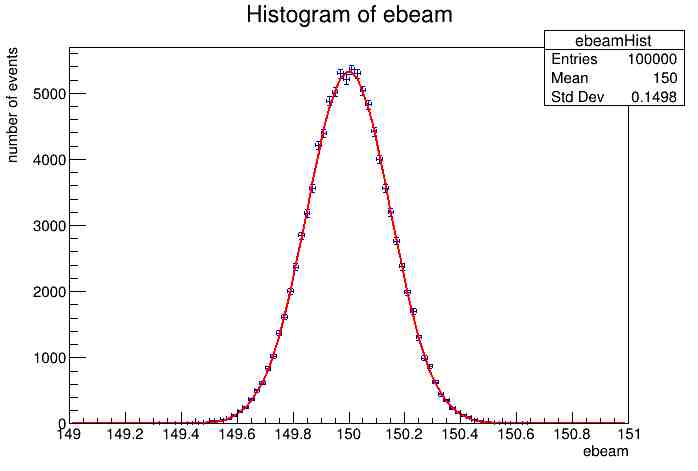 Histogram of ebeam
ebeamHist
Entries 100000
Mean 150
Std Dev 0.1498
number of events
5000
4000
3000
2000
1000
0
149 149.2 149.4 149.6 149.8 150 150.2 150.4 150.6 150.8 151
ebeam